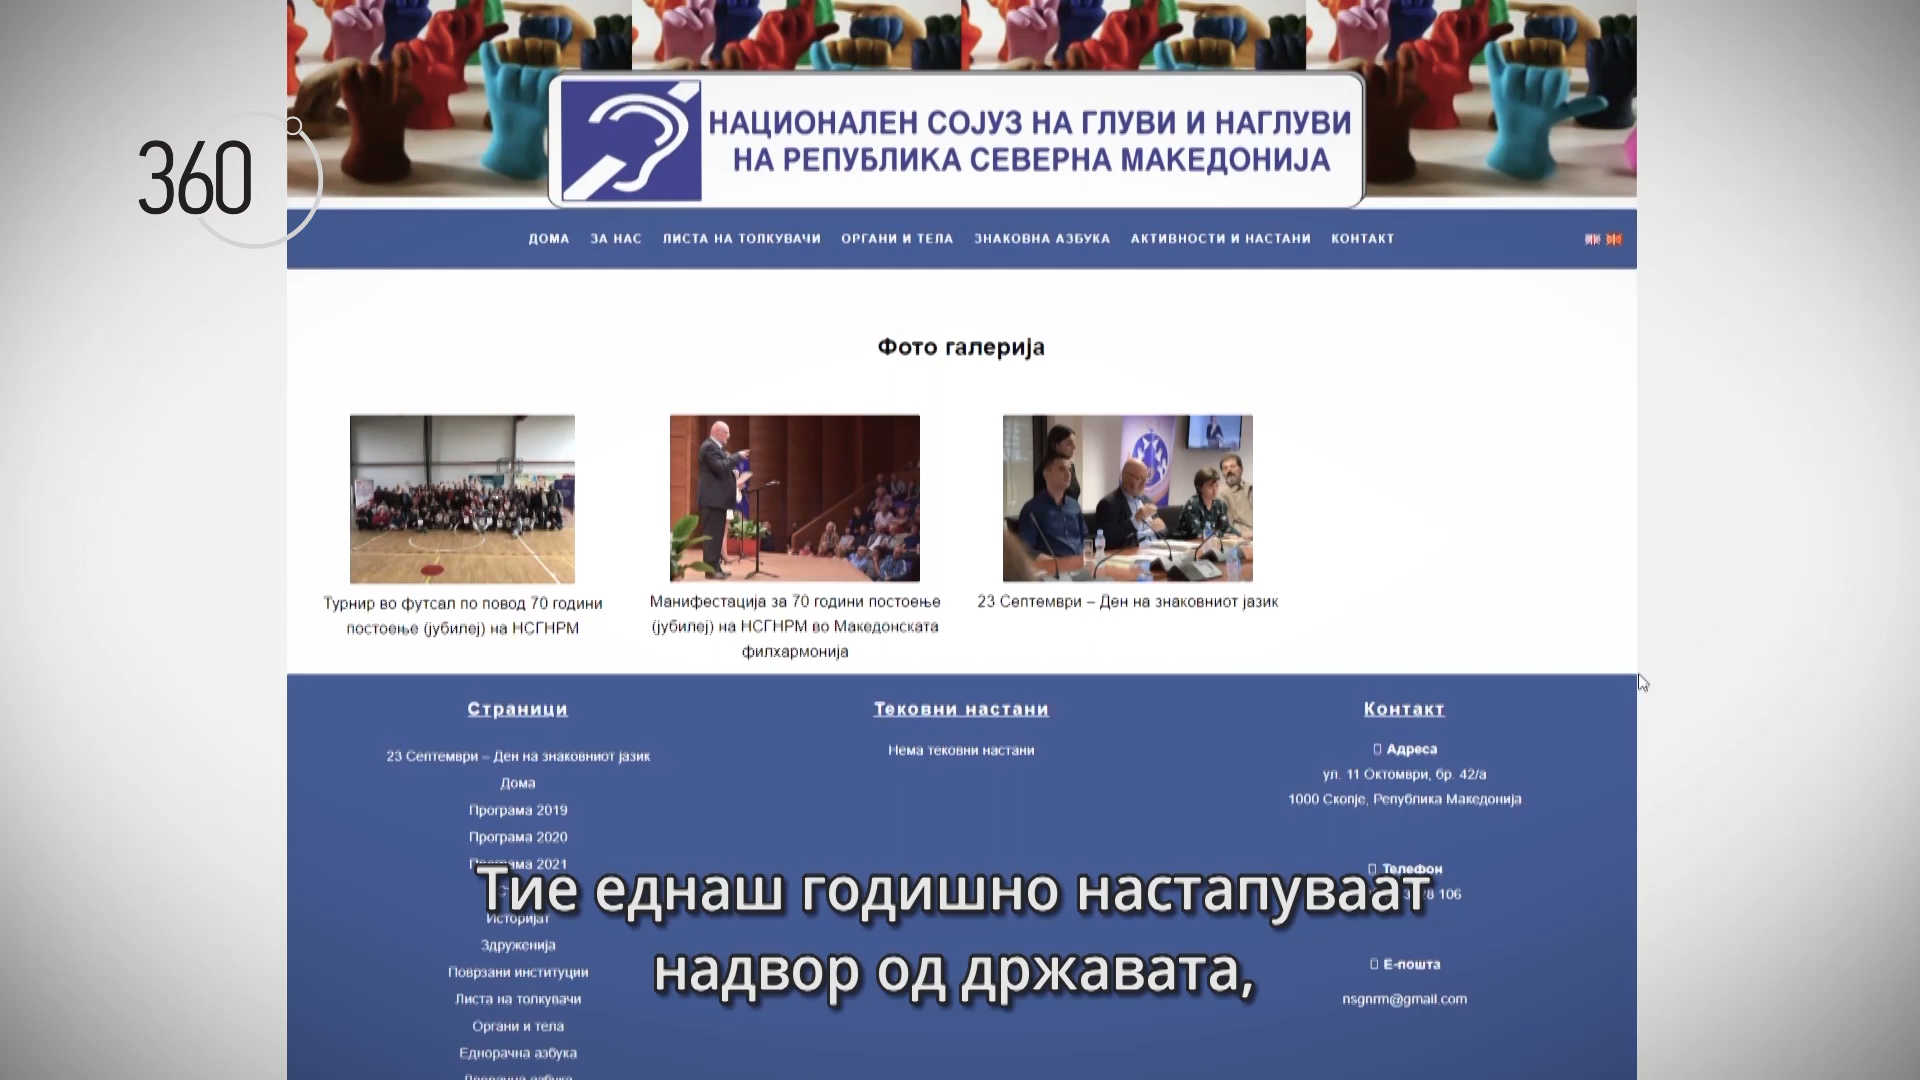 360
НАЦИОНАЛЕН СОЈУЗ НА ГЛУВИ И НАГЛУВИ
НА РЕПУБЛИКА СЕВЕРНА МАКЕДОНИЈА
ДОМА ЗА НАС ЛИСТА НА ТОЛКУВАЧИ ОРГАНИ И ТЕЛА ЗНАКОВНА АЗБУКА АКТИВНОСТИ И НАСТАНИ КОНТАКТ
Фото галерија
Турнир во футсал по повод 70 години
постоење (јубилеј) на НСГНРМ
Манифестација за 70 години постоење
(јубилеј) на НСГНРМ во Македонската
филхармонија
23 Септември – Ден на знаковниот јазик
Страници
23 Септември – Ден на знаковниот јазик
Дома
Програма 2019
Програма 2020
Програма 2021
Историјат
Здруженија
Поврзани институции
Листа на толкувачи
Органи и тела
Еднорачна азбука
Тековни настани
Нема тековни настани
Контакт
Адреса
ул. 11 Октомври, бр. 42/а
1000 Скопје, Република Македонија
Телефон
106
Е-пошта
nsgnrm@gmail.com
Тие еднаш годишно настапуваат
надвор од државата,